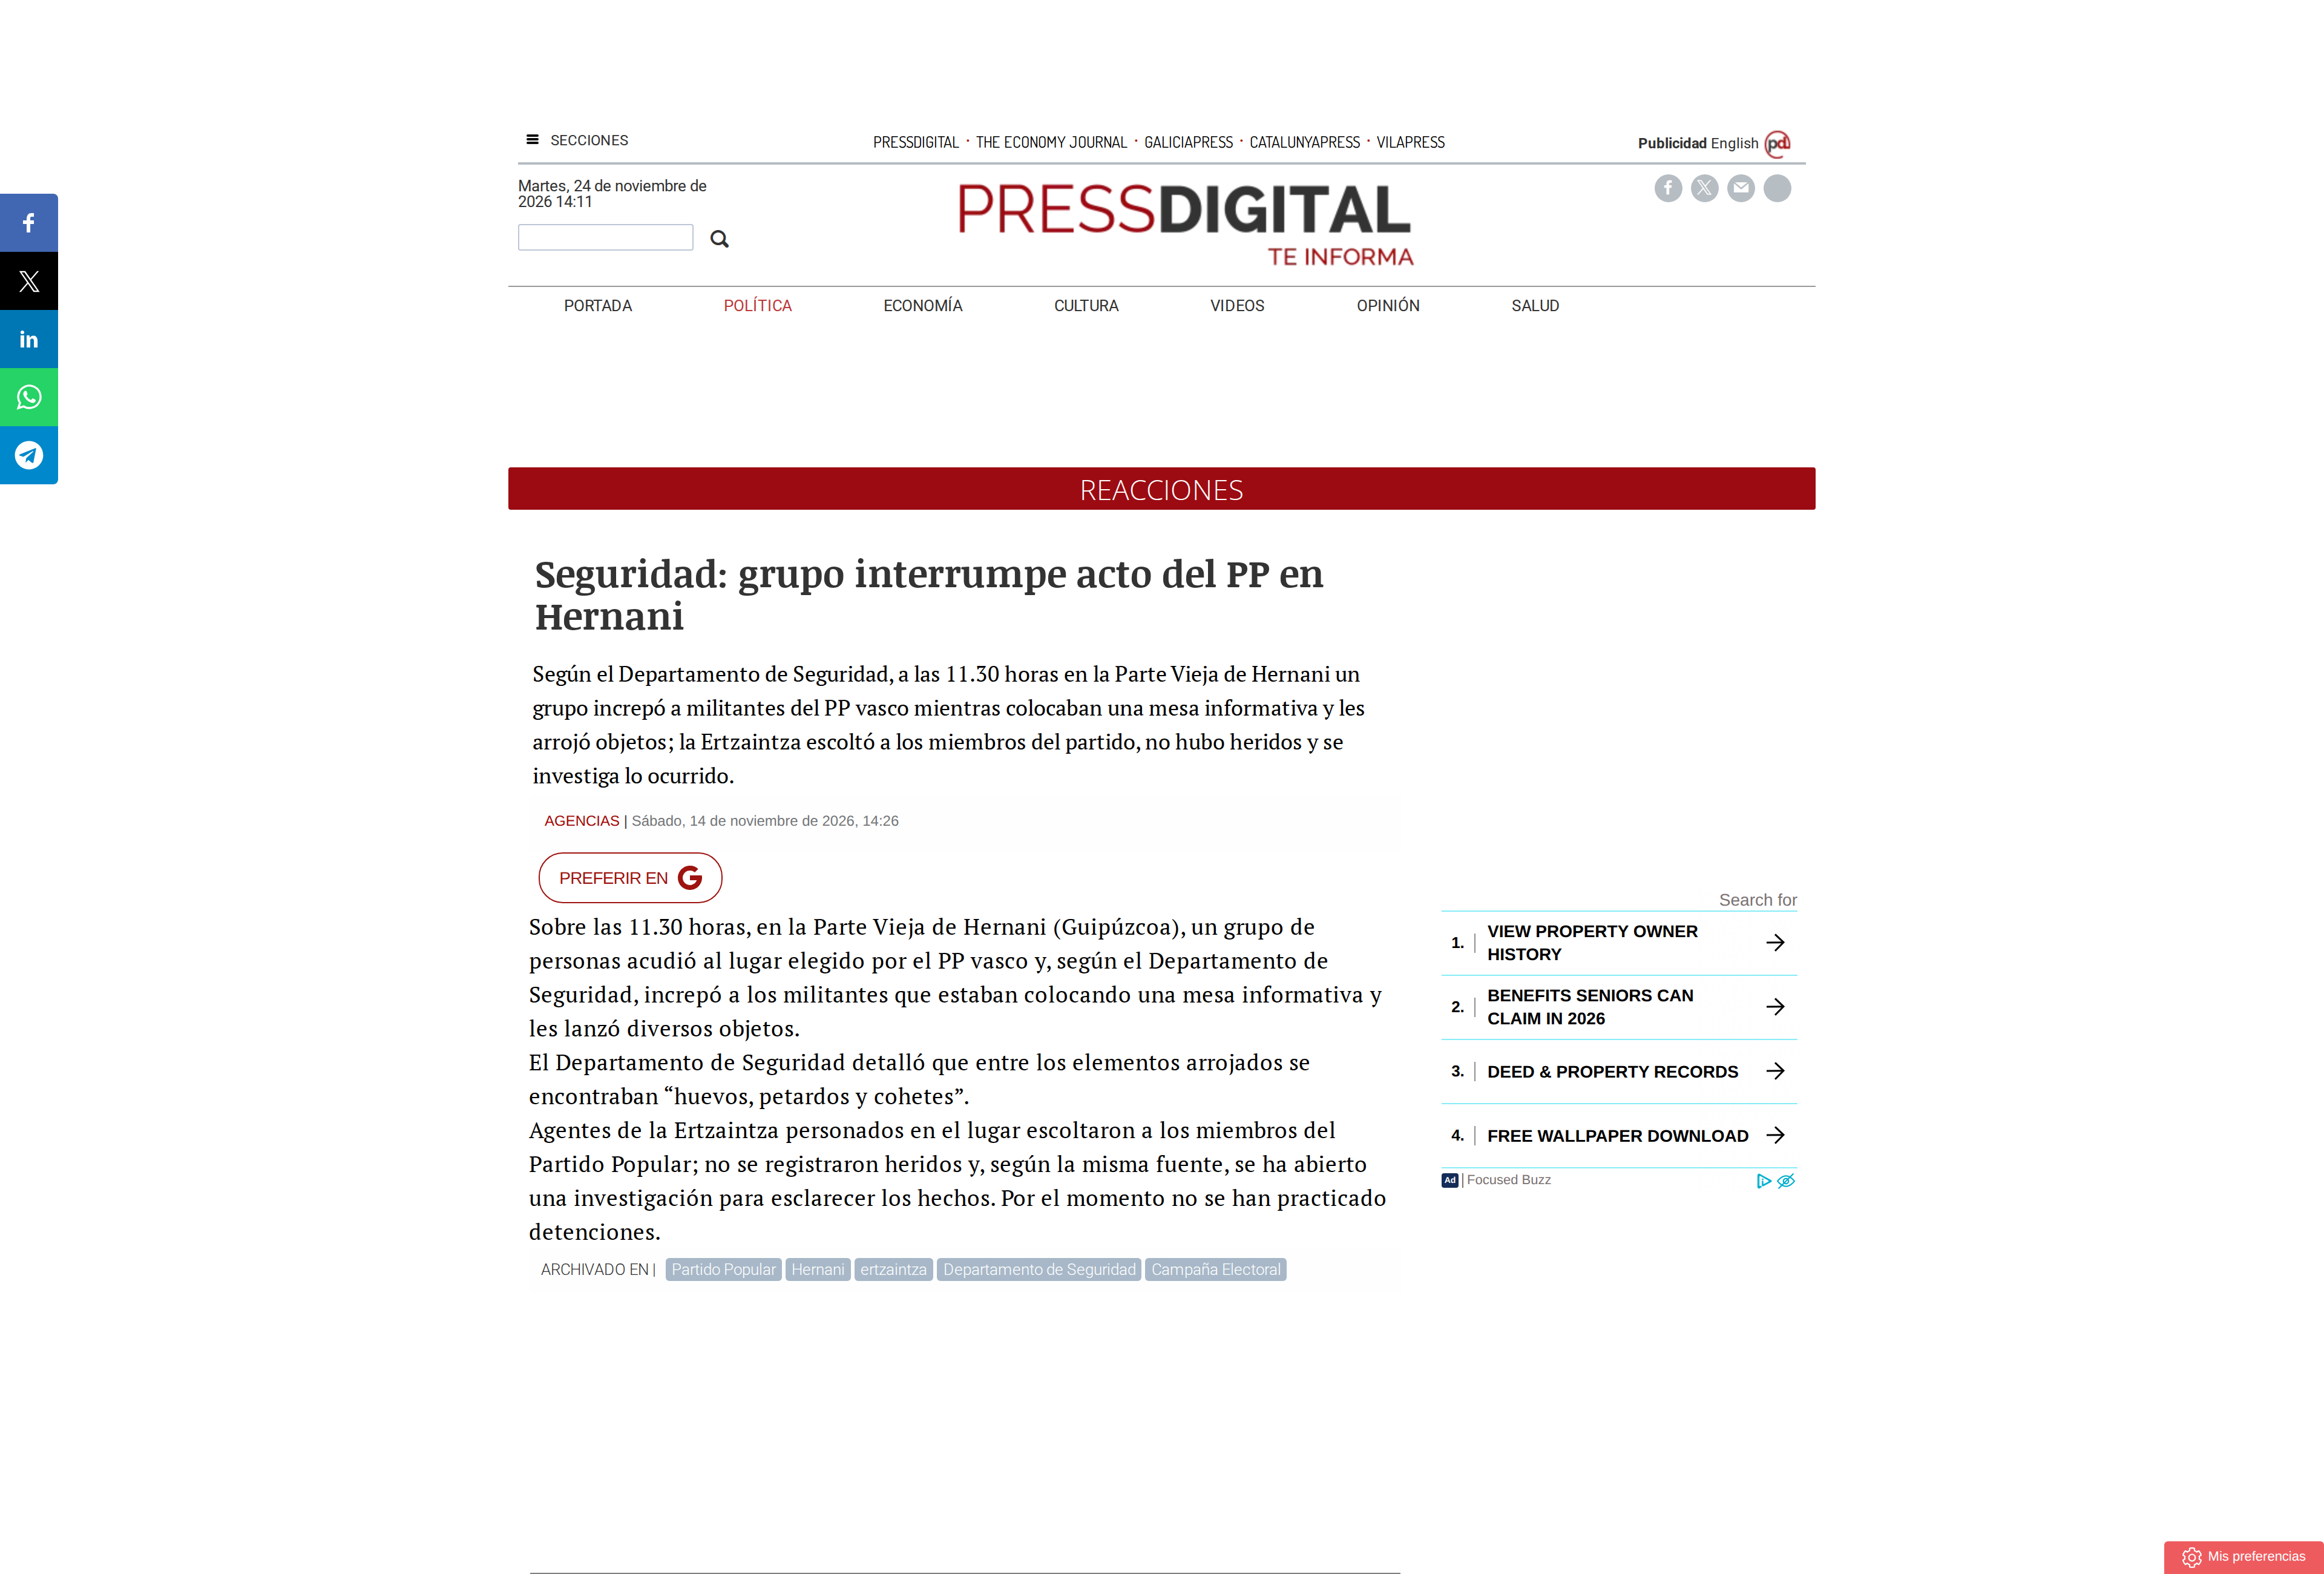 SECCIONES
PRESSDIGITAL · THE ECONOMY JOURNAL · GALICIAPRESS · CATALUNYAPRESS · VILAPRESS
Publicidad English pd
Martes, 24 de noviembre de
2026 14:11
PRESSDIGITAL
TE INFORMA
PORTADA POLÍTICA ECONOMÍA CULTURA VIDEOS OPINIÓN SALUD
REACCIONES
Seguridad: grupo interrumpe acto del PP en
Hernani
Según el Departamento de Seguridad, a las 11.30 horas en la Parte Vieja de Hernani un
grupo increpó a militantes del PP vasco mientras colocaban una mesa informativa y les
arrojó objetos; la Ertzaintza escoltó a los miembros del partido, no hubo heridos y se
investiga lo ocurrido.
AGENCIAS | Sábado, 14 de noviembre de 2026, 14:26
PREFERIR EN G
Sobre las 11.30 horas, en la Parte Vieja de Hernani (Guipúzcoa), un grupo de
personas acudió al lugar elegido por el PP vasco y, según el Departamento de
Seguridad, increpó a los militantes que estaban colocando una mesa informativa y
les lanzó diversos objetos.
El Departamento de Seguridad detalló que entre los elementos arrojados se
encontraban “huevos, petardos y cohetes”.
Agentes de la Ertzaintza personados en el lugar escoltaron a los miembros del
Partido Popular; no se registraron heridos y, según la misma fuente, se ha abierto
una investigación para esclarecer los hechos. Por el momento no se han practicado
detenciones.
ARCHIVADO EN | Partido Popular Hernani ertzaintza Departamento de Seguridad Campaña Electoral
Search for
1. VIEW PROPERTY OWNER
HISTORY
2. BENEFITS SENIORS CAN
CLAIM IN 2026
3. DEED & PROPERTY RECORDS
4. FREE WALLPAPER DOWNLOAD
Ad | Focused Buzz
Mis preferencias